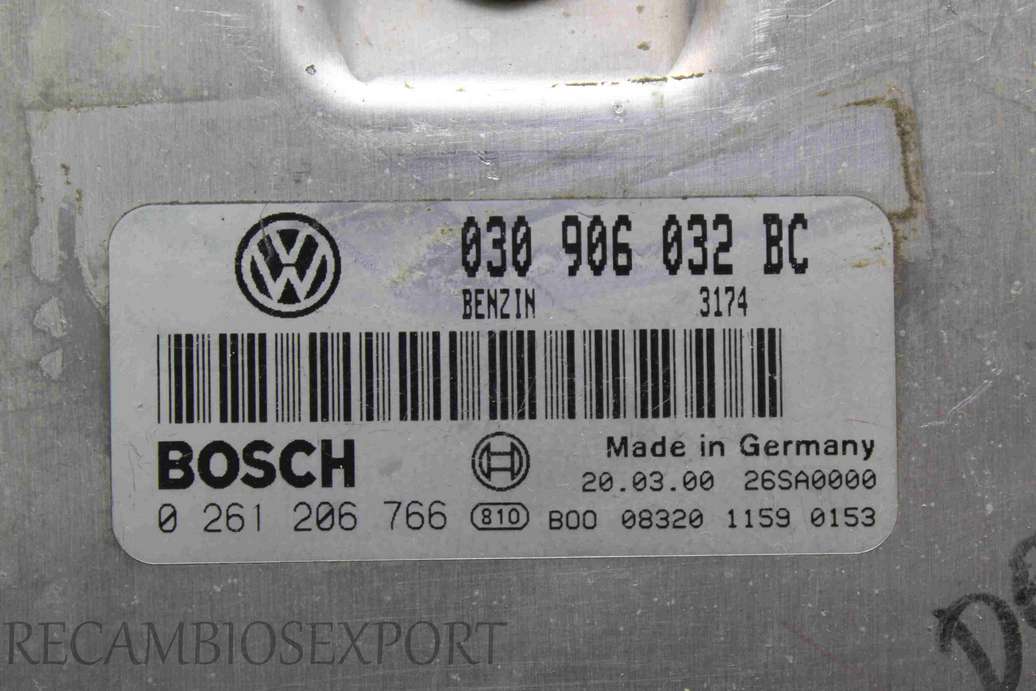 030 906 032 BC
BENZIN 3174
BOSCH
Made in Germany
20.03.00 26SA0000
0 261 206 766 810 B00 08320 1159 0153
RECAMBIOSEXPORT